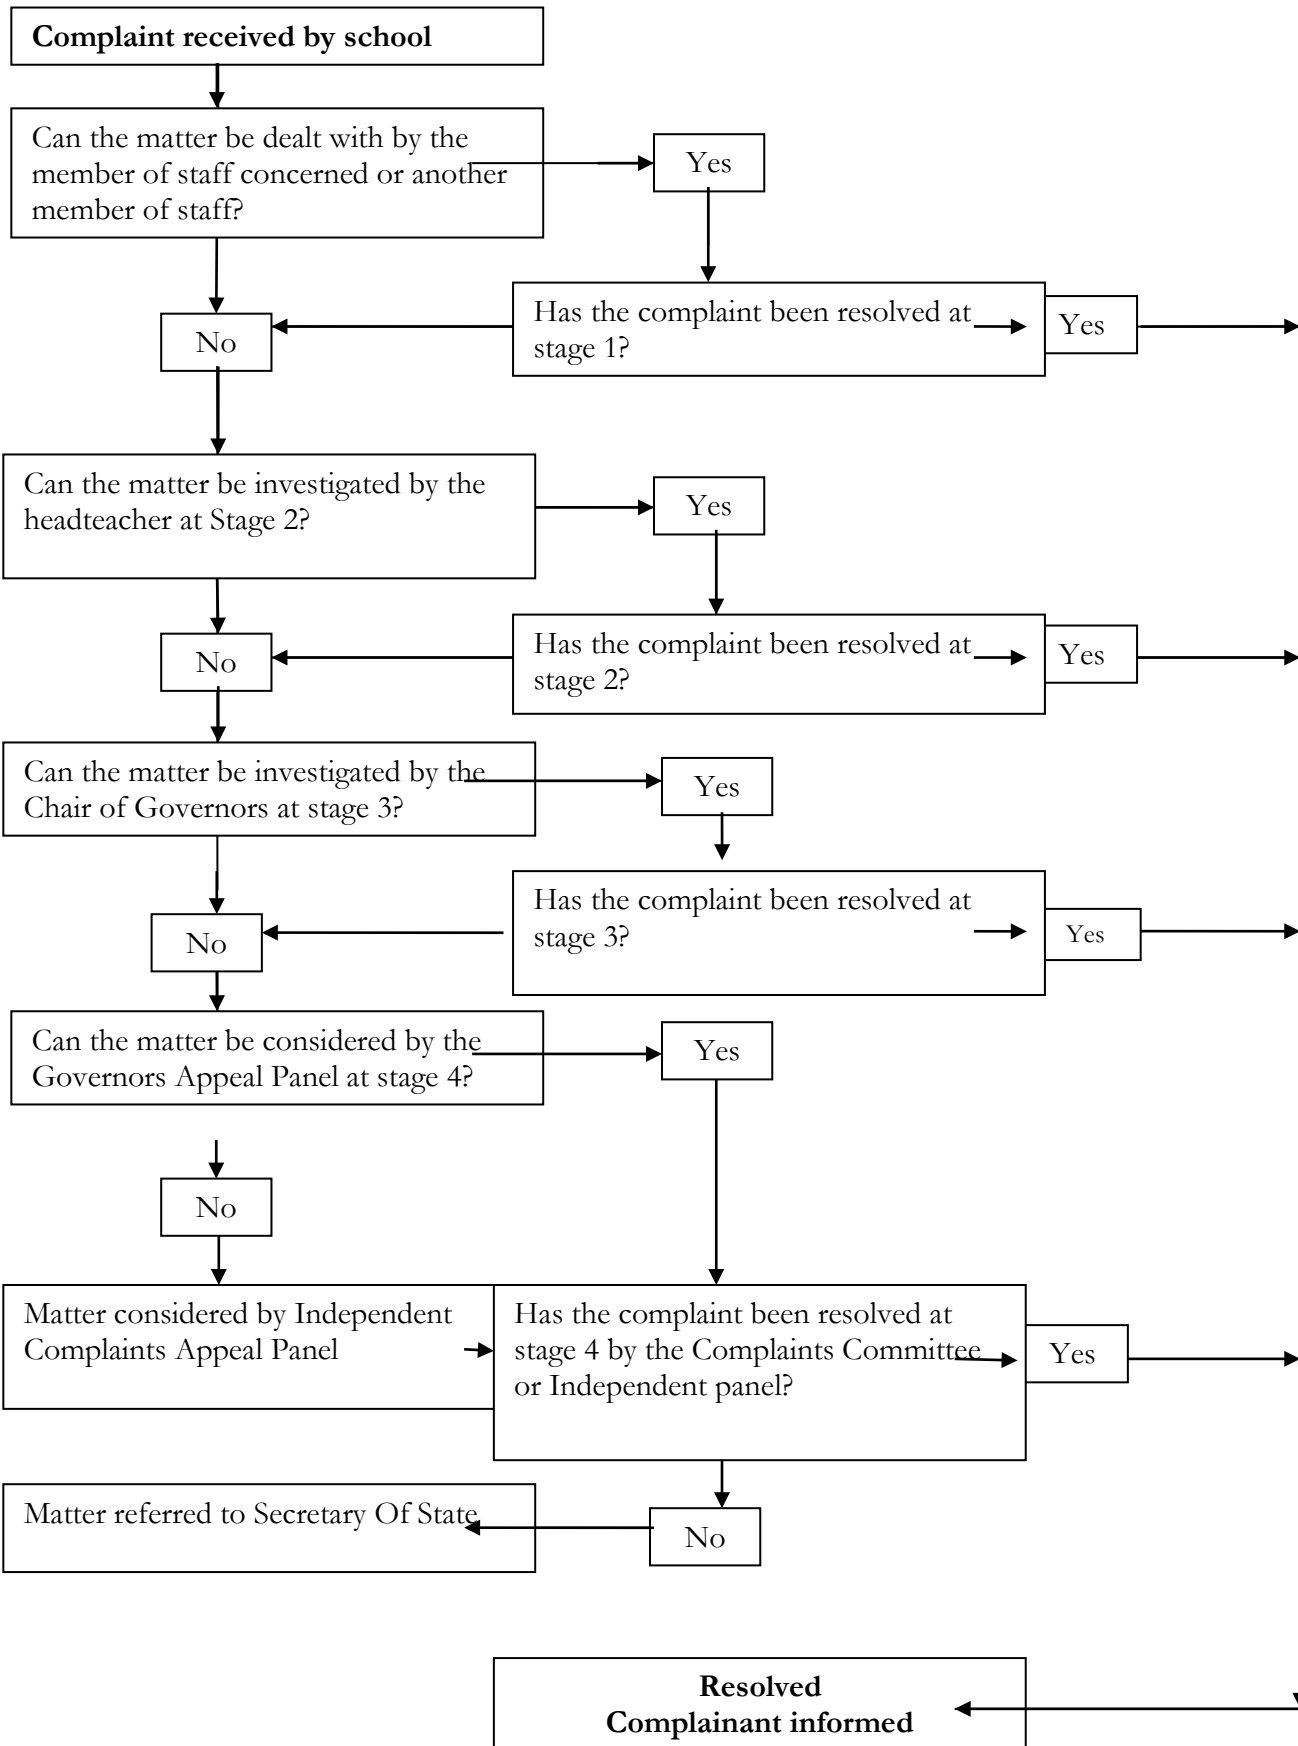 Complaint received by school
Can the matter be dealt with by the
member of staff concerned or another
member of staff?
Yes
Has the complaint been resolved at
stage 1?
Yes
No
Can the matter be investigated by the
headteacher at Stage 2?
Yes
Has the complaint been resolved at
stage 2?
Yes
No
Can the matter be investigated by the
Chair of Governors at stage 3?
Yes
Has the complaint been resolved at
stage 3?
Yes
No
Can the matter be considered by the
Governors Appeal Panel at stage 4?
Yes
No
Matter considered by Independent
Complaints Appeal Panel
Has the complaint been resolved at
stage 4 by the Complaints Committee
or Independent panel?
Yes
Matter referred to Secretary Of State
No
Resolved
Complainant informed